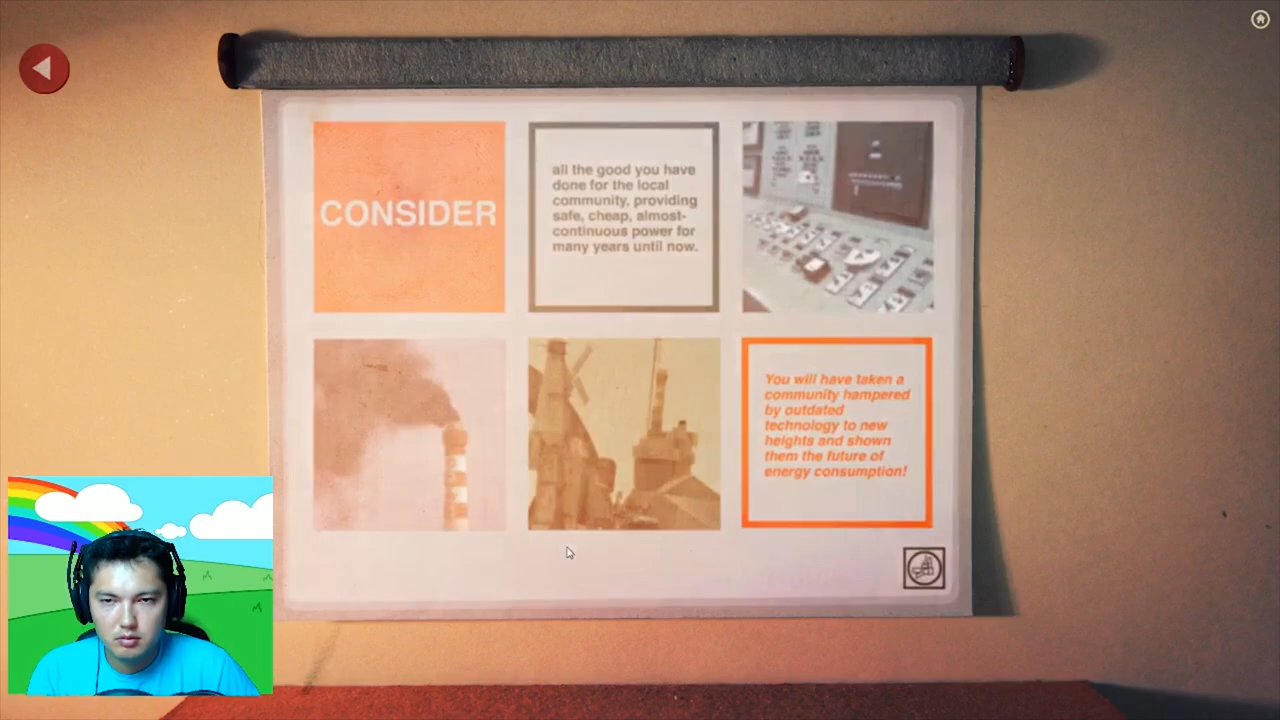 CONSIDER
all the good you have
done for the local
community, providing
safe, cheap, almost-
continuous power for
many years until now.
You will have taken a
community hampered
by outdated
technology to new
heights and shown
them the future of
energy consumption!